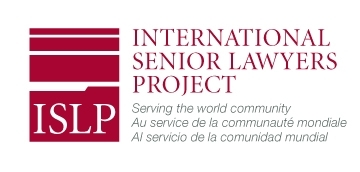 ISLP
INTERNATIONAL
SENIOR LAWYERS
PROJECT
Serving the world community
Au service de la communauté mondiale
Al servicio de la comunidad mundial